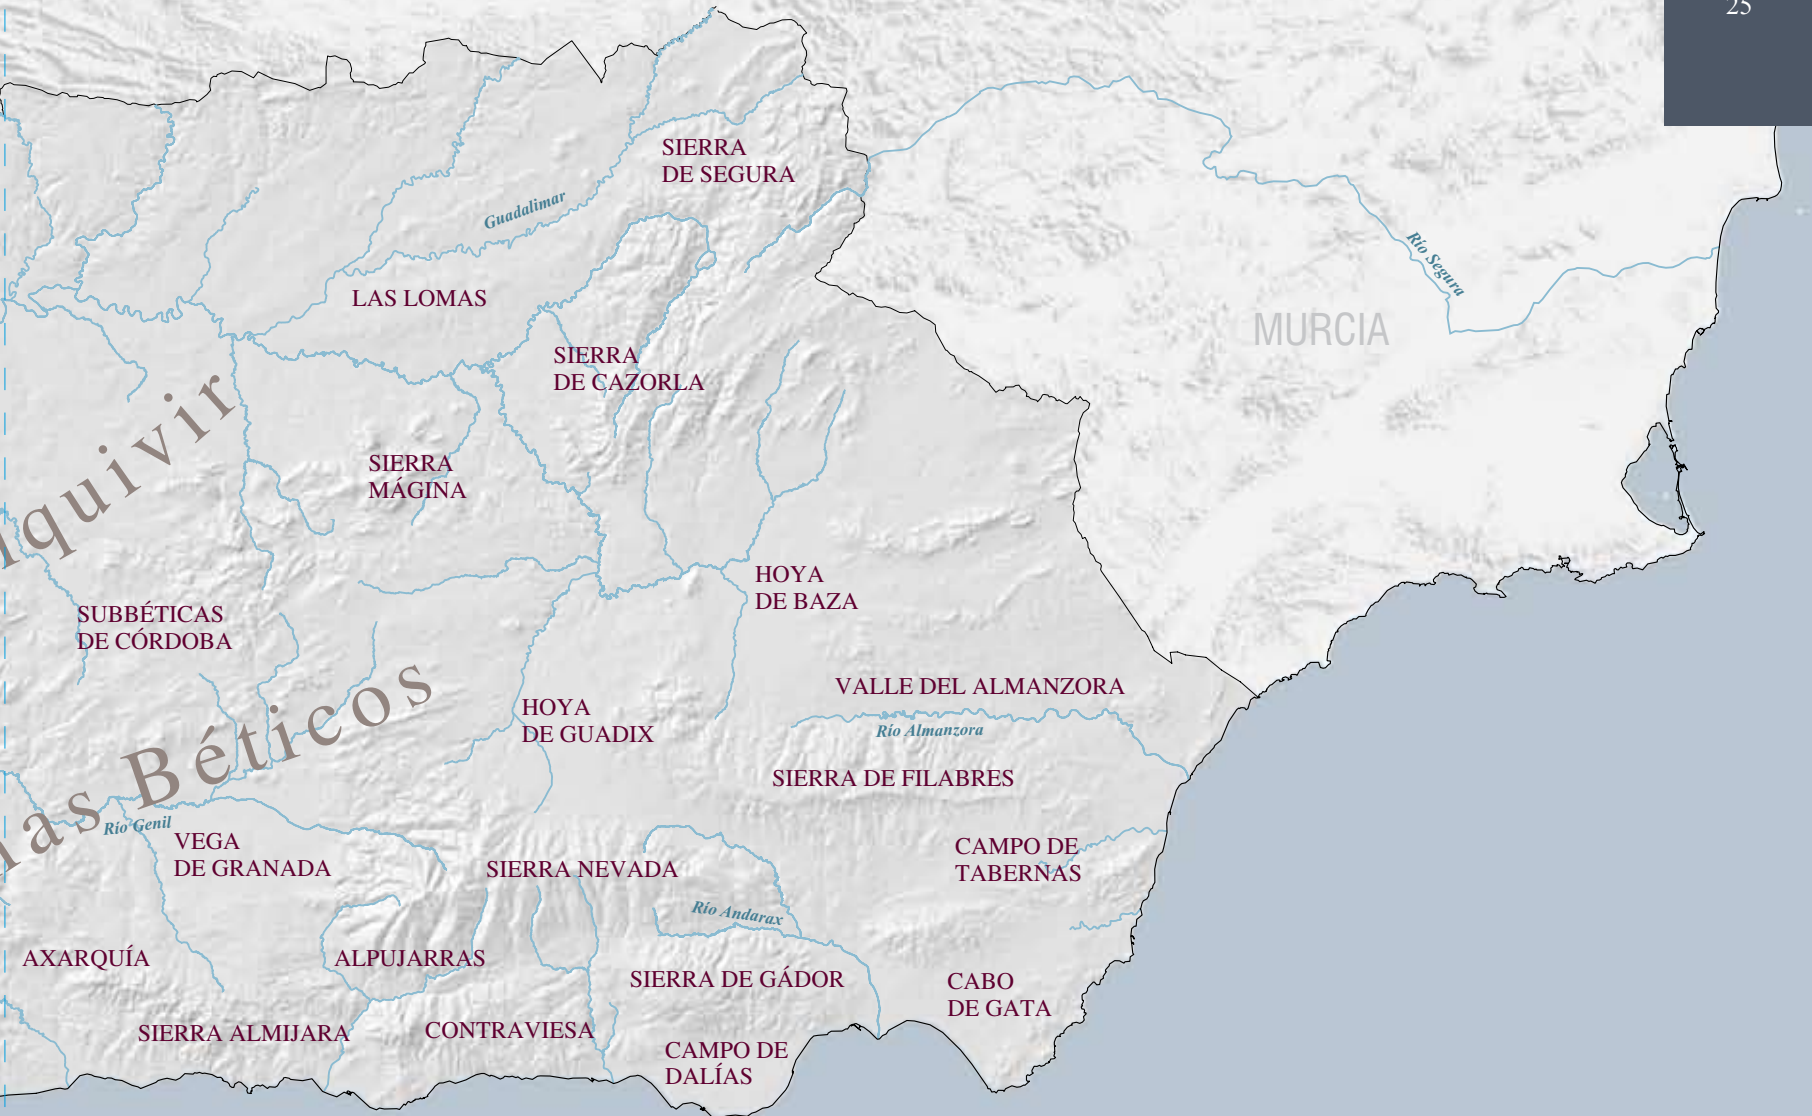 25
SIERRA
DE SEGURA
Guadalimar
Río Segura
LAS LOMAS
MURCIA
SIERRA
DE CAZORLA
quivir
SIERRA
MÁGINA
HOYA
DE BAZA
SUBBÉTICAS
DE CÓRDOBA
VALLE DEL ALMANZORA
HOYA
DE GUADIX
Río Almanzora
Béticos
SIERRA DE FILABRES
as
Río Genil
VEGA
DE GRANADA
CAMPO DE
TABERNAS
SIERRA NEVADA
Río Andarax
AXARQUÍA
ALPUJARRAS
SIERRA DE GÁDOR
CABO
DE GATA
SIERRA ALMIJARA
CONTRAVIESA
CAMPO DE
DALÍAS